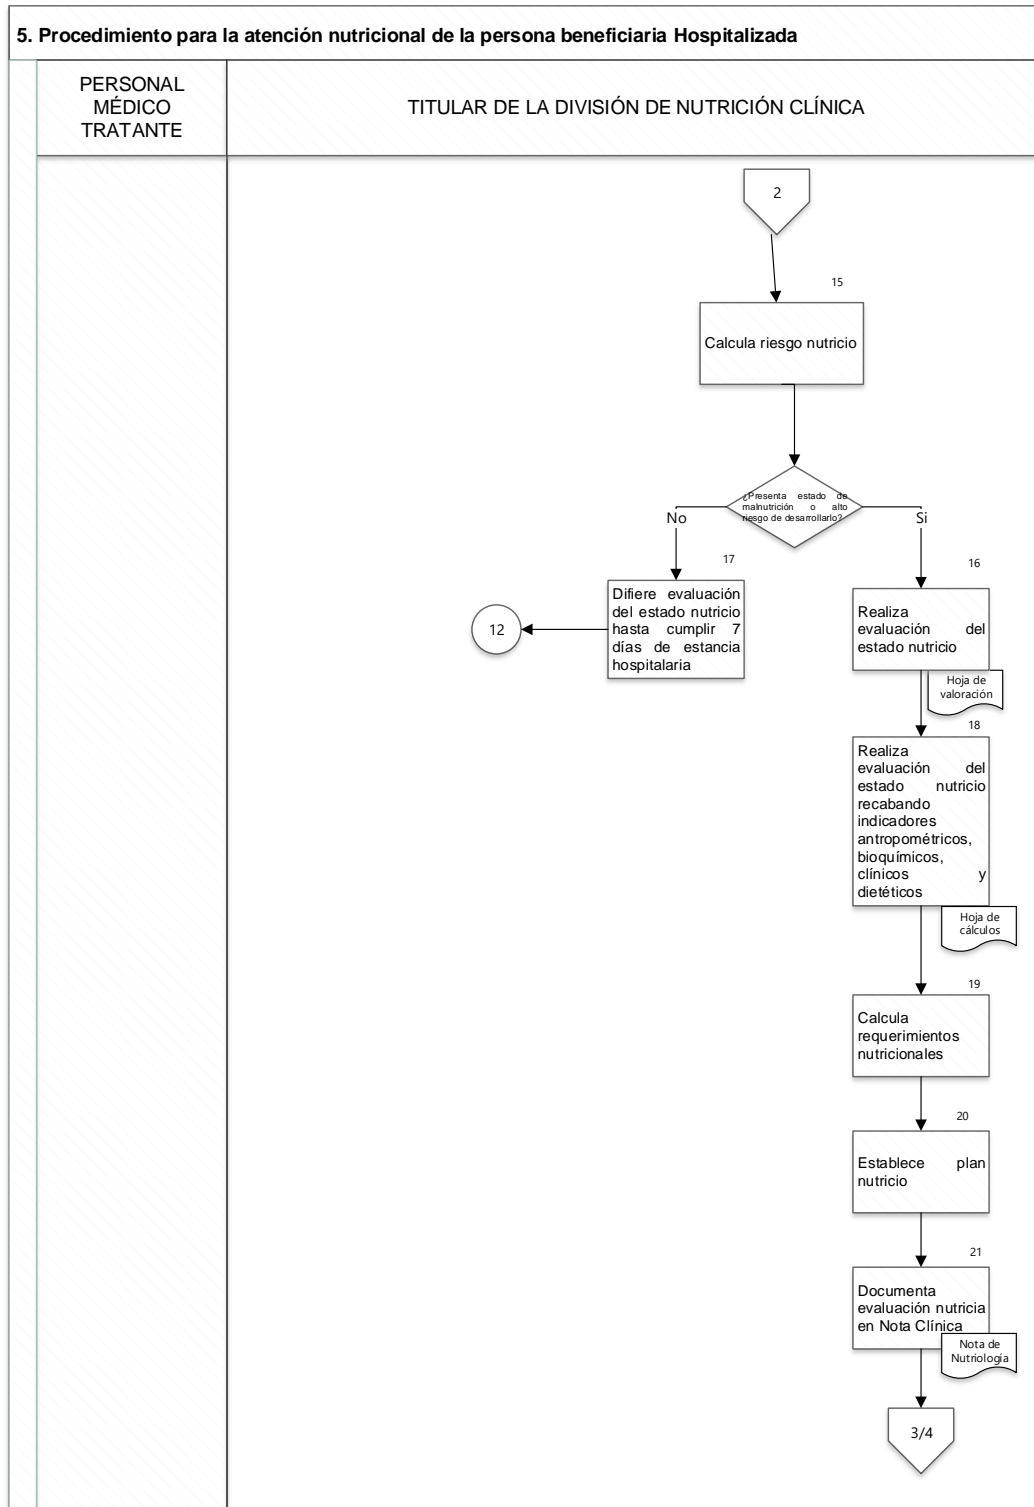 5. Procedimiento para la atención nutricional de la persona beneficiaria Hospitalizada
PERSONAL
MÉDICO
TRATANTE
TITULAR DE LA DIVISIÓN DE NUTRICIÓN CLÍNICA
2
15
Calcula riesgo nutricio
¿Presenta estado de
malnutrición o alto
riesgo de desarrollarlo?
No
Si
17
Difiere evaluación
del estado nutricio
hasta cumplir 7
días de estancia
hospitalaria
12
16
Realiza
evaluación del
estado nutricio
Hoja de
valoración
18
Realiza
evaluación del
estado nutricio
recabando
indicadores
antropométricos,
bioquímicos,
clínicos y
dietéticos
Hoja de
cálculos
19
Calcula
requerimientos
nutricionales
20
Establece plan
nutricio
21
Documenta
evaluación nutricia
en Nota Clínica
Nota de
Nutriología
3/4